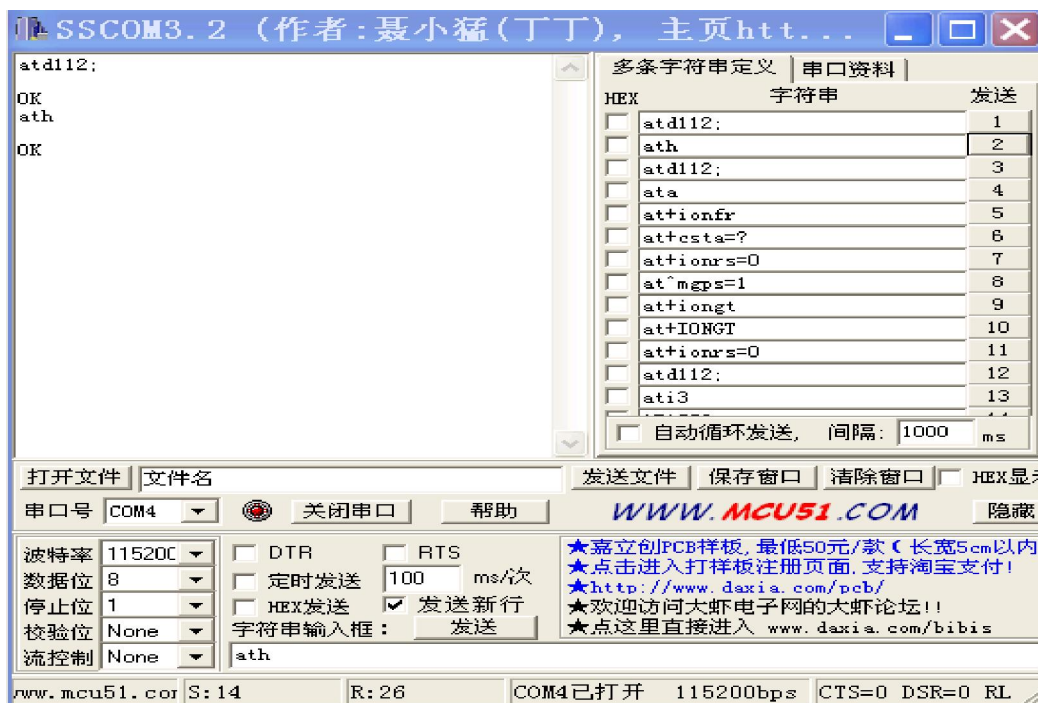 SSCOM3.2 (作者:聂小猛(丁丁), 主页htt...
atd112;
OK
ath
OK
多条字符串定义 串口资料
HEX 字符串 发送
atd112; 1
ath 2
atd112; 3
ata 4
at+ionfr 5
at+csta=? 6
at+ionrs=0 7
at^mgps=1 8
at+iongt 9
at+IONGT 10
at+ionrs=0 11
atd112; 12
ati3 13
自动循环发送, 间隔: 1000 ms
打开文件 文件名 发送文件 保存窗口 清除窗口 HEX显
串口号 COM4 关闭串口 帮助 WWW.MCU51.COM 隐藏
波特率 115200 DTR RTS
数据位 8 定时发送 100 ms/次
停止位 1 HEX发送 发送新行
校验位 None 字符串输入框: 发送
流控制 None ath
★嘉立创PCB样板,最低50元/款(长宽5cm以内
★点击进入打样板注册页面.支持淘宝支付!
★http://www.daxia.com/pcb/
★欢迎访问大虾电子网的大虾论坛!!
★点这里直接进入 www.daxia.com/bibis
www.mcu51.cor S:14 R:26 COM4已打开 115200bps CTS=0 DSR=0 RL